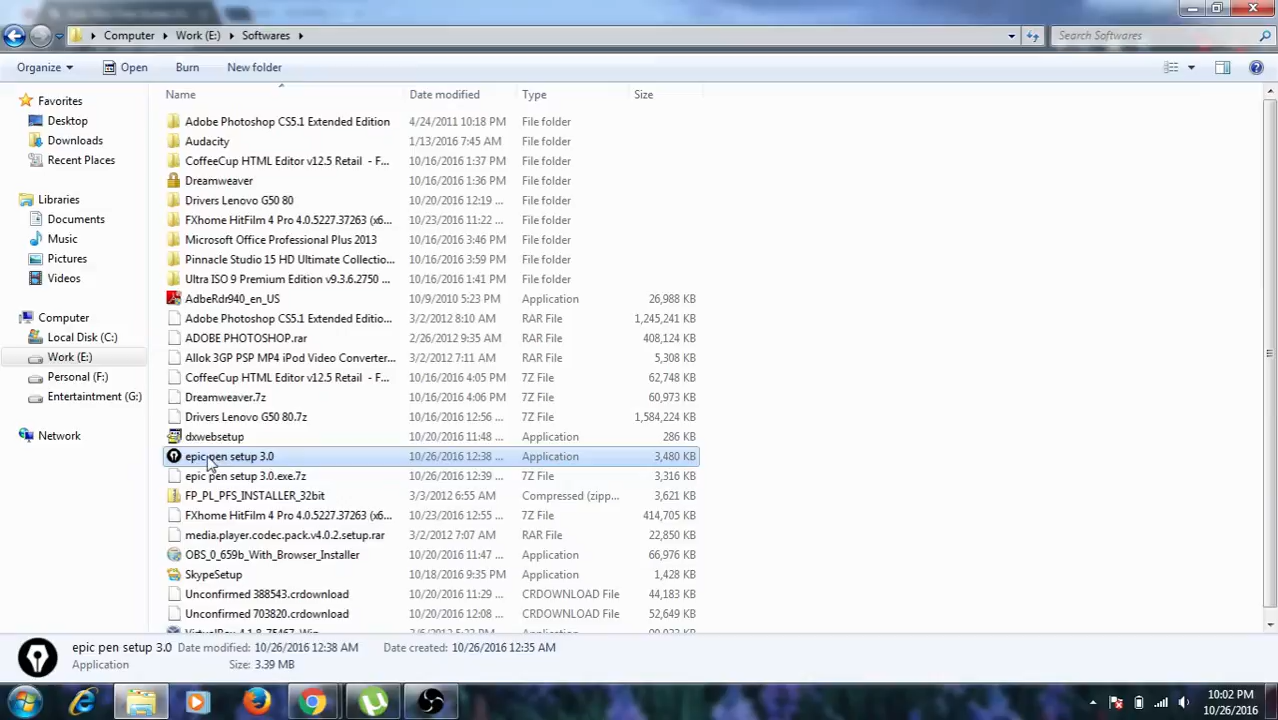 Computer Work (E:) Softwares Search Softwares
Organize Open Burn New folder
Name Date modified Type Size
Favorites
Desktop
Downloads
Recent Places
Libraries
Documents
Music
Pictures
Videos
Computer
Local Disk (C:)
Work (E:)
Personal (F:)
Entertaintment (G:)
Network
Adobe Photoshop CS5.1 Extended Edition 4/24/2011 10:18 PM File folder
Audacity 1/13/2016 7:45 AM File folder
CoffeeCup HTML Editor v12.5 Retail - F... 10/16/2016 1:37 PM File folder
Dreamweaver 10/16/2016 1:36 PM File folder
Drivers Lenovo G50 80 10/20/2016 12:19 ... File folder
FXhome HitFilm 4 Pro 4.0.5227.37263 (x6... 10/23/2016 11:22 ... File folder
Microsoft Office Professional Plus 2013 10/16/2016 3:46 PM File folder
Pinnacle Studio 15 HD Ultimate Collectio... 10/16/2016 3:59 PM File folder
Ultra ISO 9 Premium Edition v9.3.6.2750 ... 10/16/2016 1:41 PM File folder
AdbeRdr940_en_US 10/9/2010 5:23 PM Application 26,988 KB
Adobe Photoshop CS5.1 Extended Editio... 3/2/2012 8:10 AM RAR File 1,245,241 KB
ADOBE PHOTOSHOP.rar 2/26/2012 9:35 AM RAR File 408,124 KB
Allok 3GP PSP MP4 iPod Video Converter... 3/2/2012 7:11 AM RAR File 5,308 KB
CoffeeCup HTML Editor v12.5 Retail - F... 10/16/2016 4:05 PM 7Z File 62,748 KB
Dreamweaver.7z 10/16/2016 4:06 PM 7Z File 60,973 KB
Drivers Lenovo G50 80.7z 10/16/2016 12:56 ... 7Z File 1,584,224 KB
dxwebsetup 10/20/2016 11:48 ... Application 286 KB
epic pen setup 3.0 10/26/2016 12:38 ... Application 3,480 KB
epic pen setup 3.0.exe.7z 10/26/2016 12:39 ... 7Z File 3,316 KB
FP_PL_PFS_INSTALLER_32bit 3/3/2012 6:55 AM Compressed (zipp... 3,621 KB
FXhome HitFilm 4 Pro 4.0.5227.37263 (x6... 10/23/2016 12:55 ... 7Z File 414,705 KB
media.player.codec.pack.v4.0.2.setup.rar 3/2/2012 7:07 AM RAR File 22,850 KB
OBS_0_659b_With_Browser_Installer 10/20/2016 11:47 ... Application 66,976 KB
SkypeSetup 10/18/2016 9:35 PM Application 1,428 KB
Unconfirmed 388543.crdownload 10/20/2016 11:29 ... CRDOWNLOAD File 44,183 KB
Unconfirmed 703820.crdownload 10/20/2016 12:08 ... CRDOWNLOAD File 52,649 KB
epic pen setup 3.0 Date modified: 10/26/2016 12:38 AM Date created: 10/26/2016 12:35 AM
Application Size: 3.39 MB
10:02 PM
10/26/2016